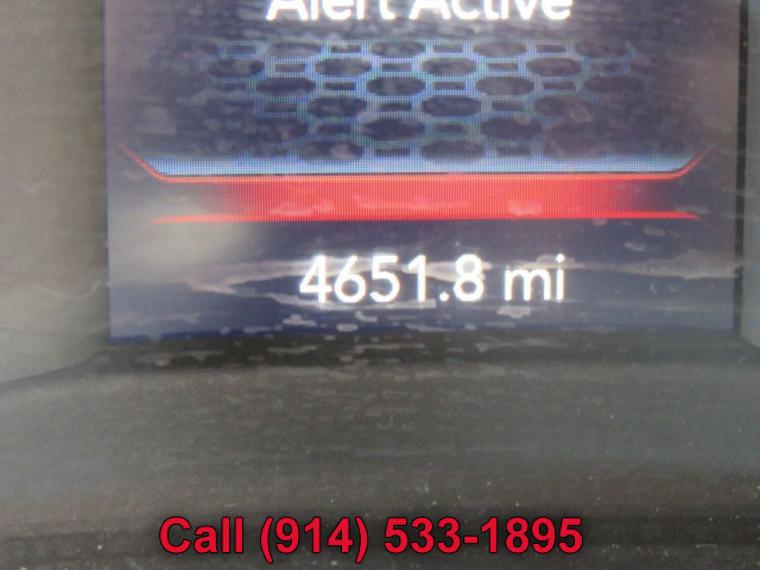 Alert Active
4651.8 mi
Call (914) 533-1895